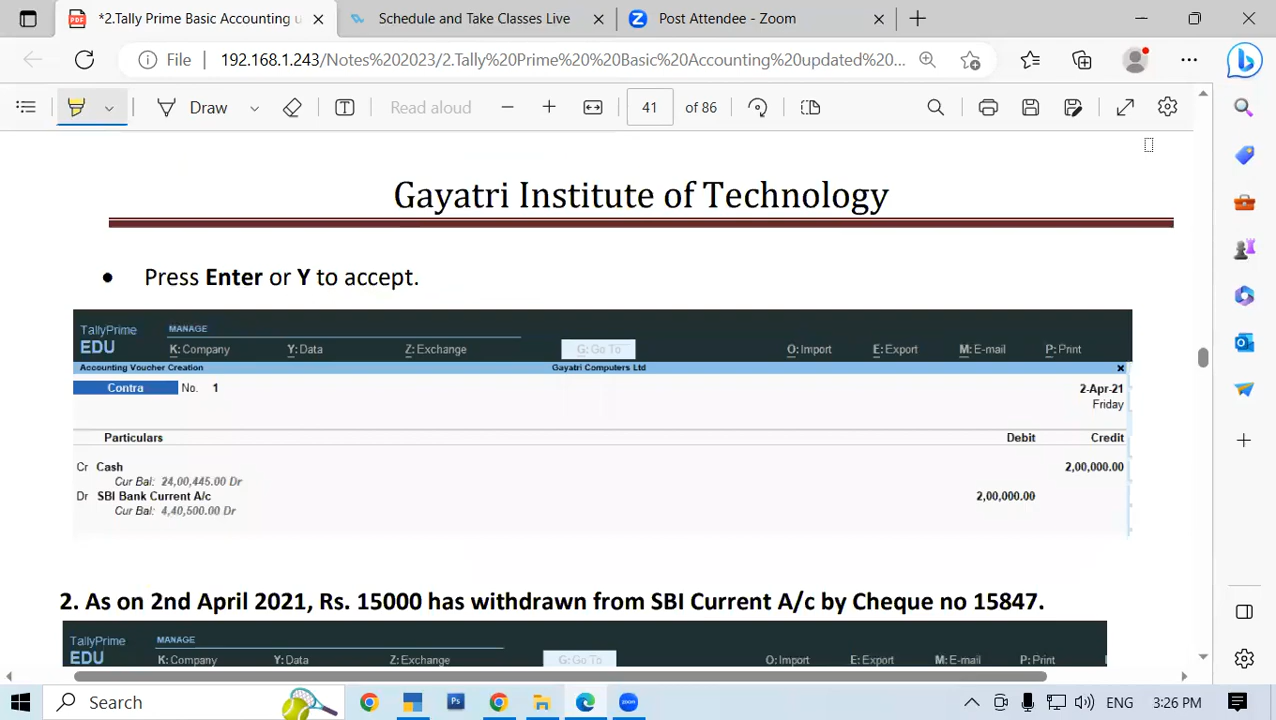 *2.Tally Prime Basic Accounting u
Schedule and Take Classes Live
Post Attendee - Zoom
File 192.168.1.243/Notes%202023/2.Tally%20Prime%20%20Basic%20Accounting%20updated%20...
Draw Read aloud 41 of 86
Gayatri Institute of Technology
• Press Enter or Y to accept.
TallyPrime MANAGE
EDU K: Company Y: Data Z: Exchange G: Go To O: Import E: Export M: E-mail P: Print
Accounting Voucher Creation Gayatri Computers Ltd
Contra No. 1 2-Apr-21
Friday
Particulars Debit Credit
Cr Cash 2,00,000.00
Cur Bal: 24,00,445.00 Dr
Dr SBI Bank Current A/c 2,00,000.00
Cur Bal: 4,40,500.00 Dr
2. As on 2nd April 2021, Rs. 15000 has withdrawn from SBI Current A/c by Cheque no 15847.
TallyPrime MANAGE
EDU K: Company Y: Data Z: Exchange G: Go To O: Import E: Export M: E-mail P: Print
Search ENG 3:26 PM